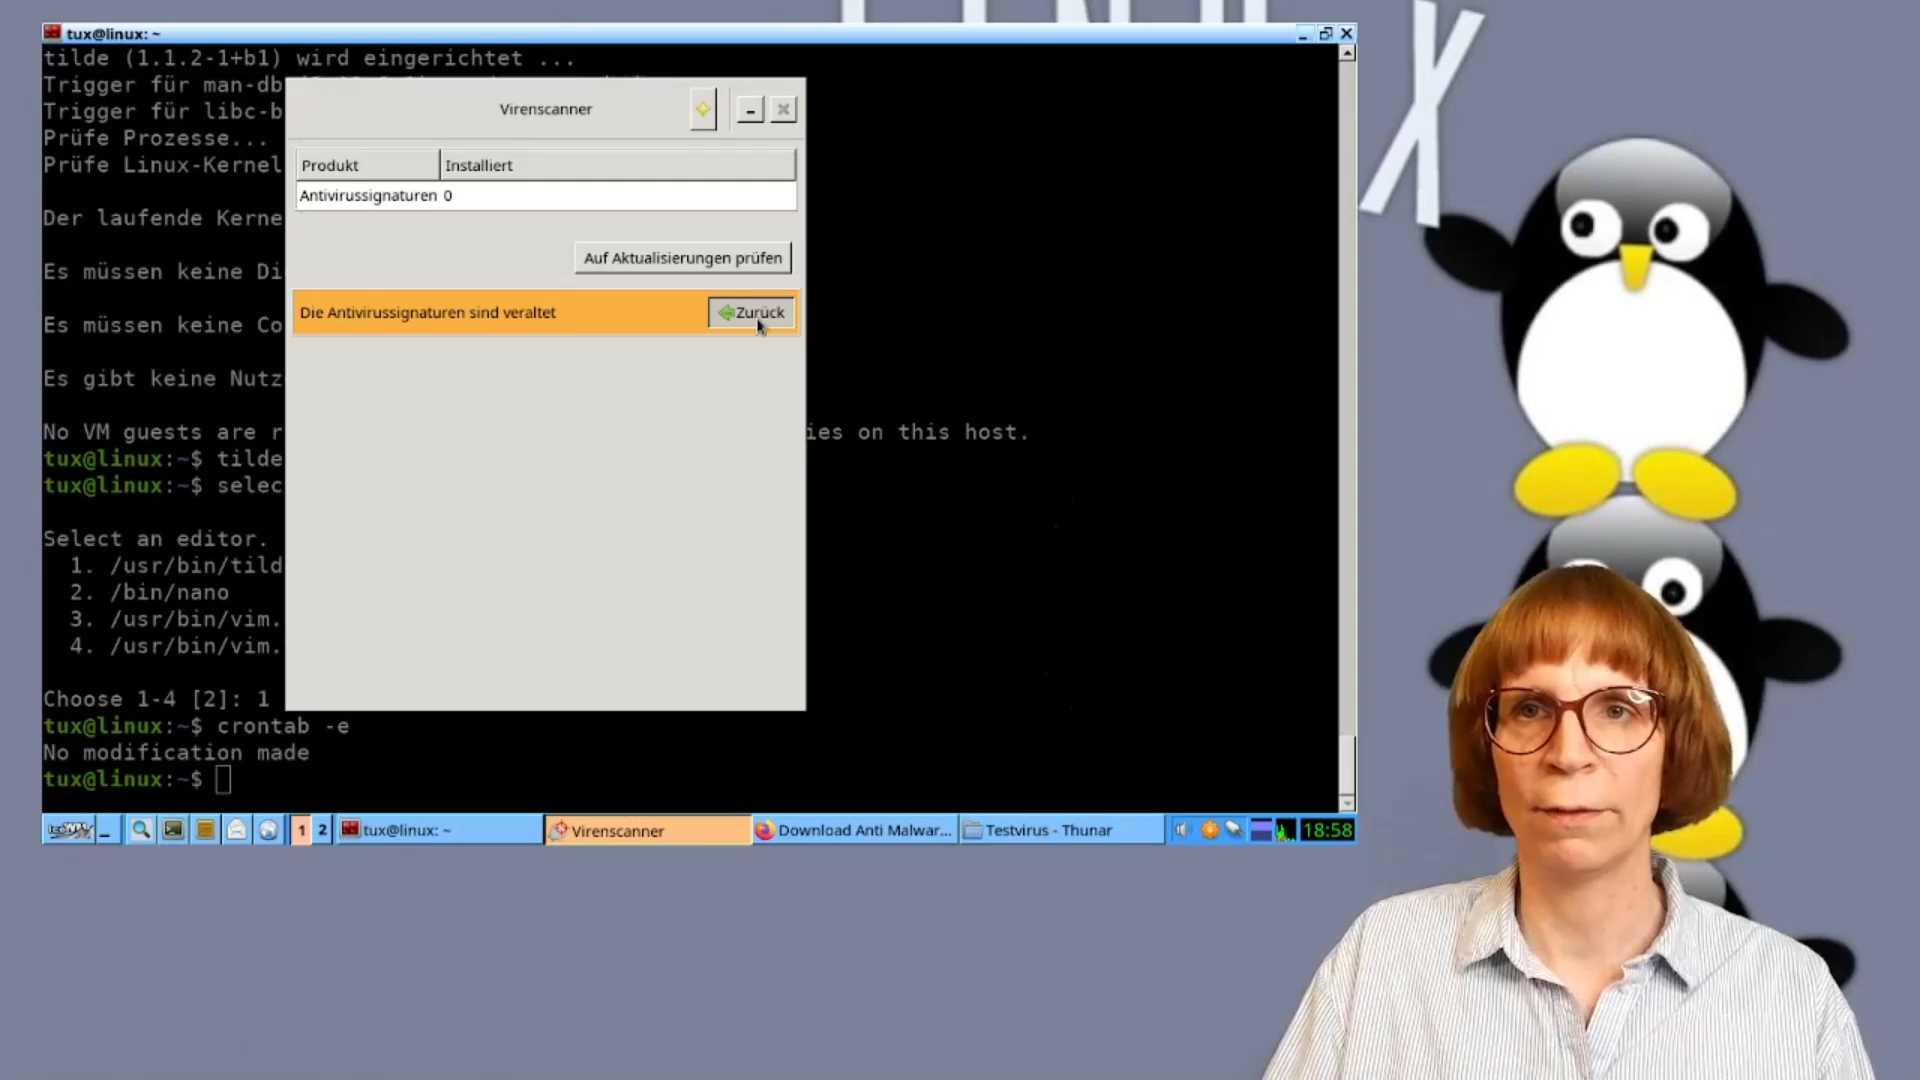 tux@linux: ~
tilde (1.1.2-1+b1) wird eingerichtet ...
Trigger für man-db
Trigger für libc-b
Prüfe Prozesse...
Prüfe Linux-Kernel
Der laufende Kerne
Es müssen keine Di
Es müssen keine Co
Es gibt keine Nutz
No VM guests are r
ies on this host.
tux@linux:~$ tilde
tux@linux:~$ selec
Select an editor.
1. /usr/bin/tild
2. /bin/nano
3. /usr/bin/vim.
4. /usr/bin/vim.
Choose 1-4 [2]: 1
tux@linux:~$ crontab -e
No modification made
tux@linux:~$
Virenscanner
Produkt Installiert
Antivirussignaturen 0
Auf Aktualisierungen prüfen
Die Antivirussignaturen sind veraltet
Zurück
1 2 tux@linux: ~ Virenscanner Download Anti Malwar... Testvirus - Thunar 18:58
X